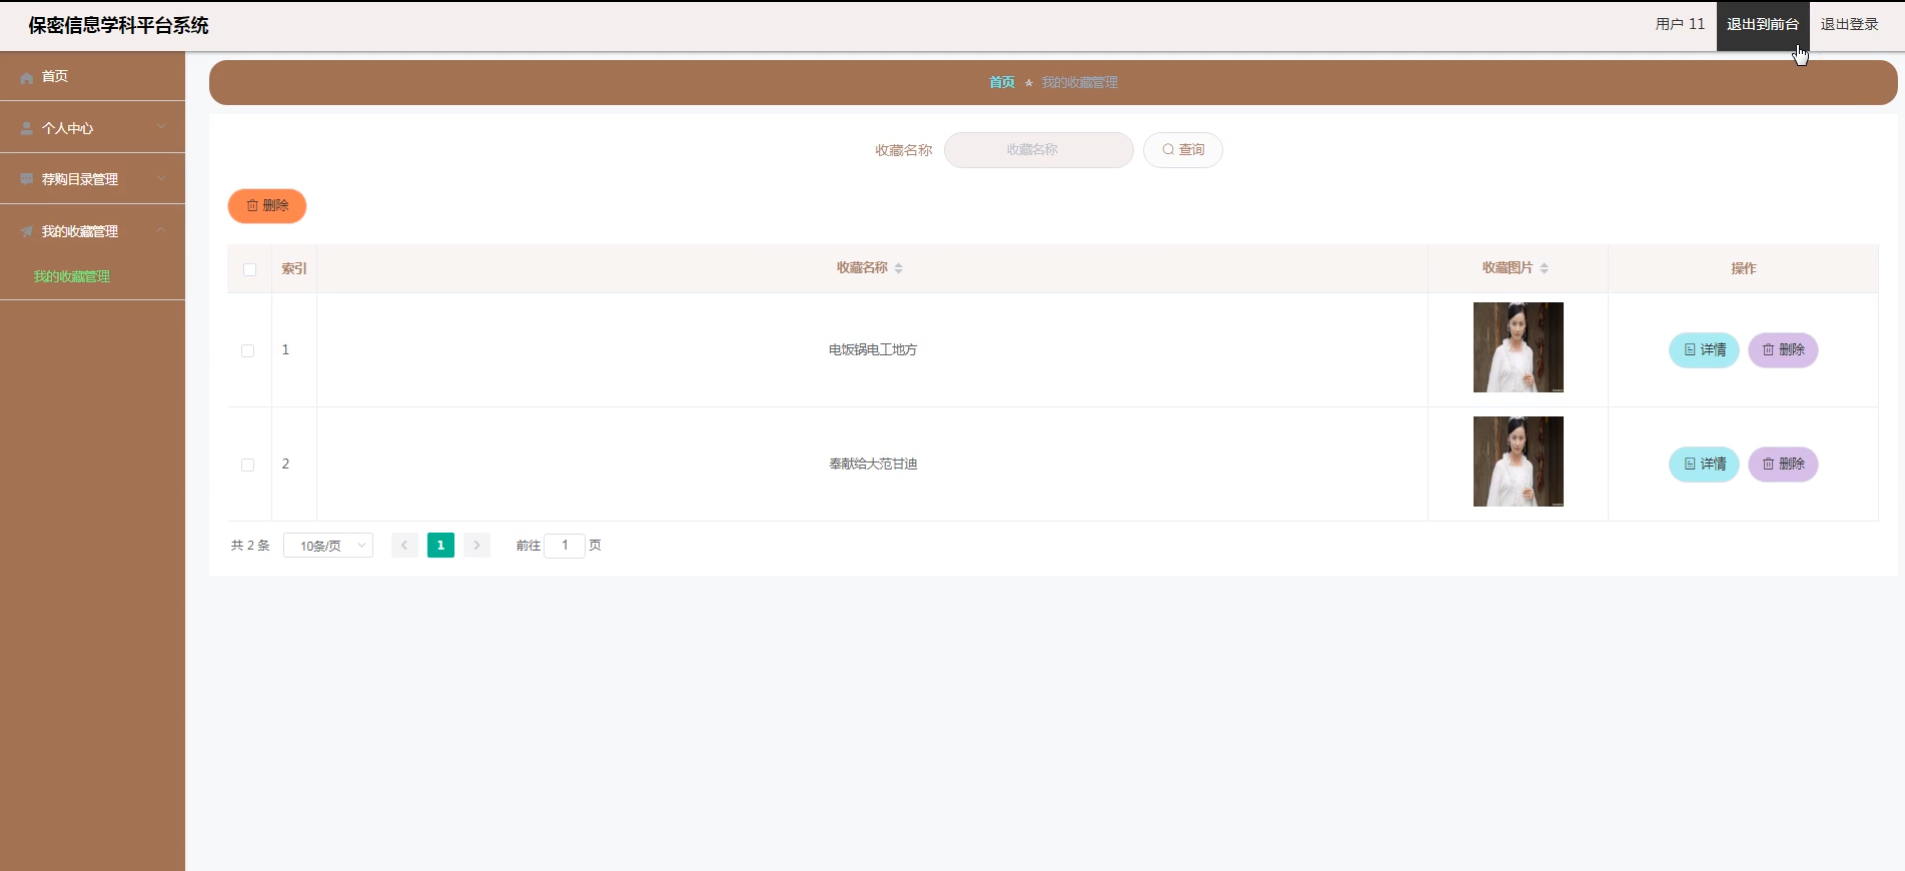 保密信息学科平台系统
用户 11 退出到前台 退出登录
首页
个人中心
荐购目录管理
我的收藏管理
我的收藏管理
首页 我的收藏管理
收藏名称 收藏名称 查询
删除
索引 收藏名称 收藏图片 操作
1 电饭锅电工地方 详情 删除
2 奉献给大范甘迪 详情 删除
共 2 条 10条/页 1 前往 1 页